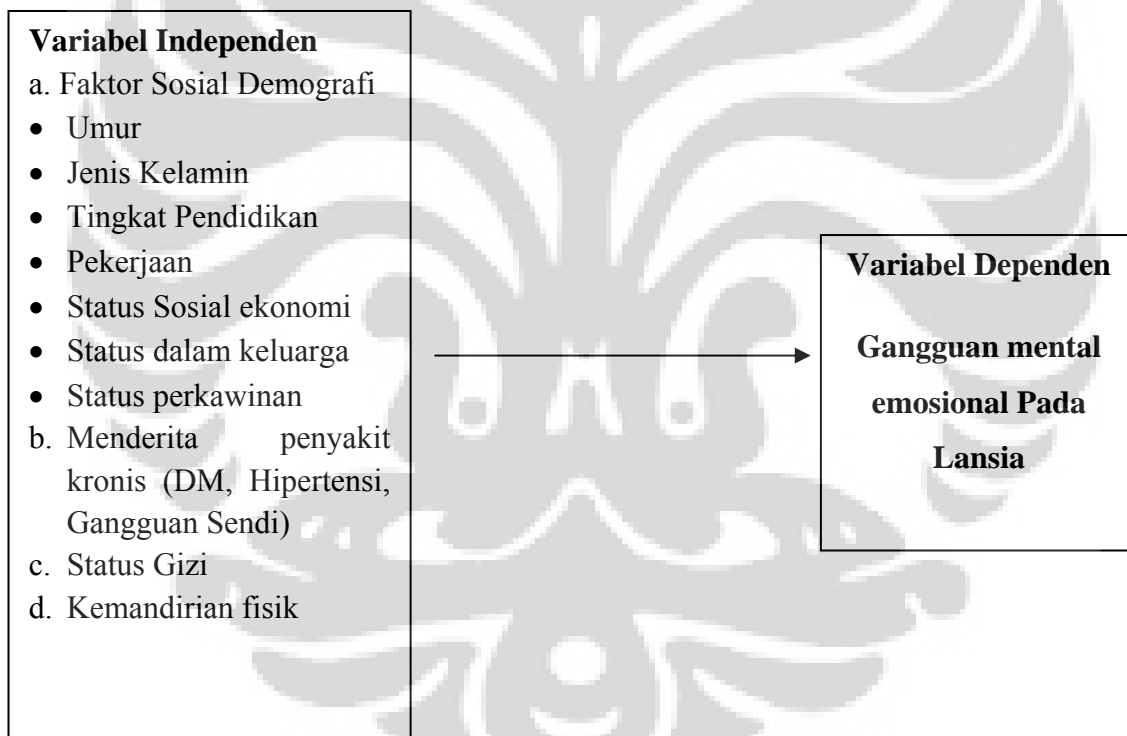 Variabel Independen
a. Faktor Sosial Demografi
• Umur
• Jenis Kelamin
• Tingkat Pendidikan
• Pekerjaan
• Status Sosial ekonomi
• Status dalam keluarga
• Status perkawinan
b. Menderita penyakit
kronis (DM, Hipertensi,
Gangguan Sendi)
c. Status Gizi
d. Kemandirian fisik
Variabel Dependen
Gangguan mental
emosional Pada
Lansia